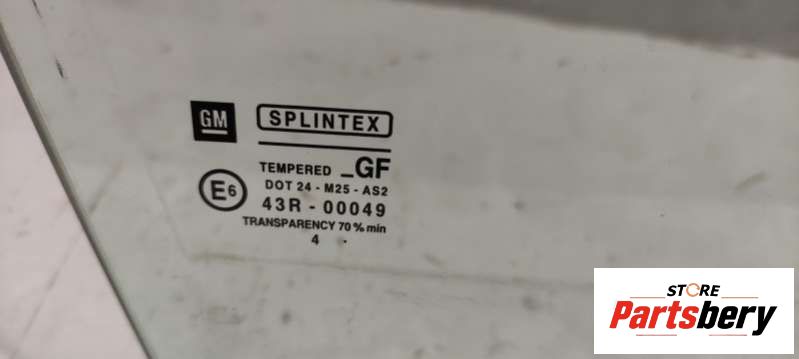 GM
SPLINTEX
TEMPERED _GF
DOT 24 - M25 - AS2
E6
43R - 00049
TRANSPARENCY 70 % min
4
STORE
Partsbery